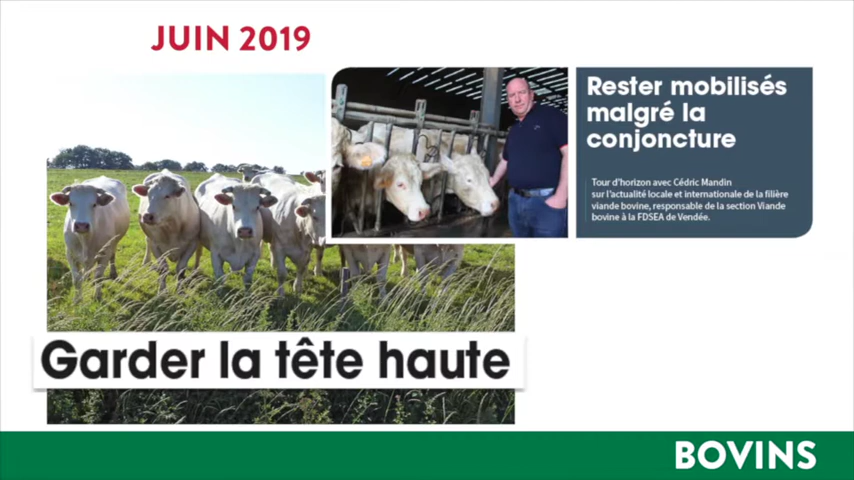 JUIN 2019
Rester mobilisés
malgré la
conjoncture
Tour d'horizon avec Cédric Mandin
sur l'actualité locale et internationale de la filière
viande bovine, responsable de la section Viande
bovine à la FDSEA de Vendée.
Garder la tête haute
BOVINS